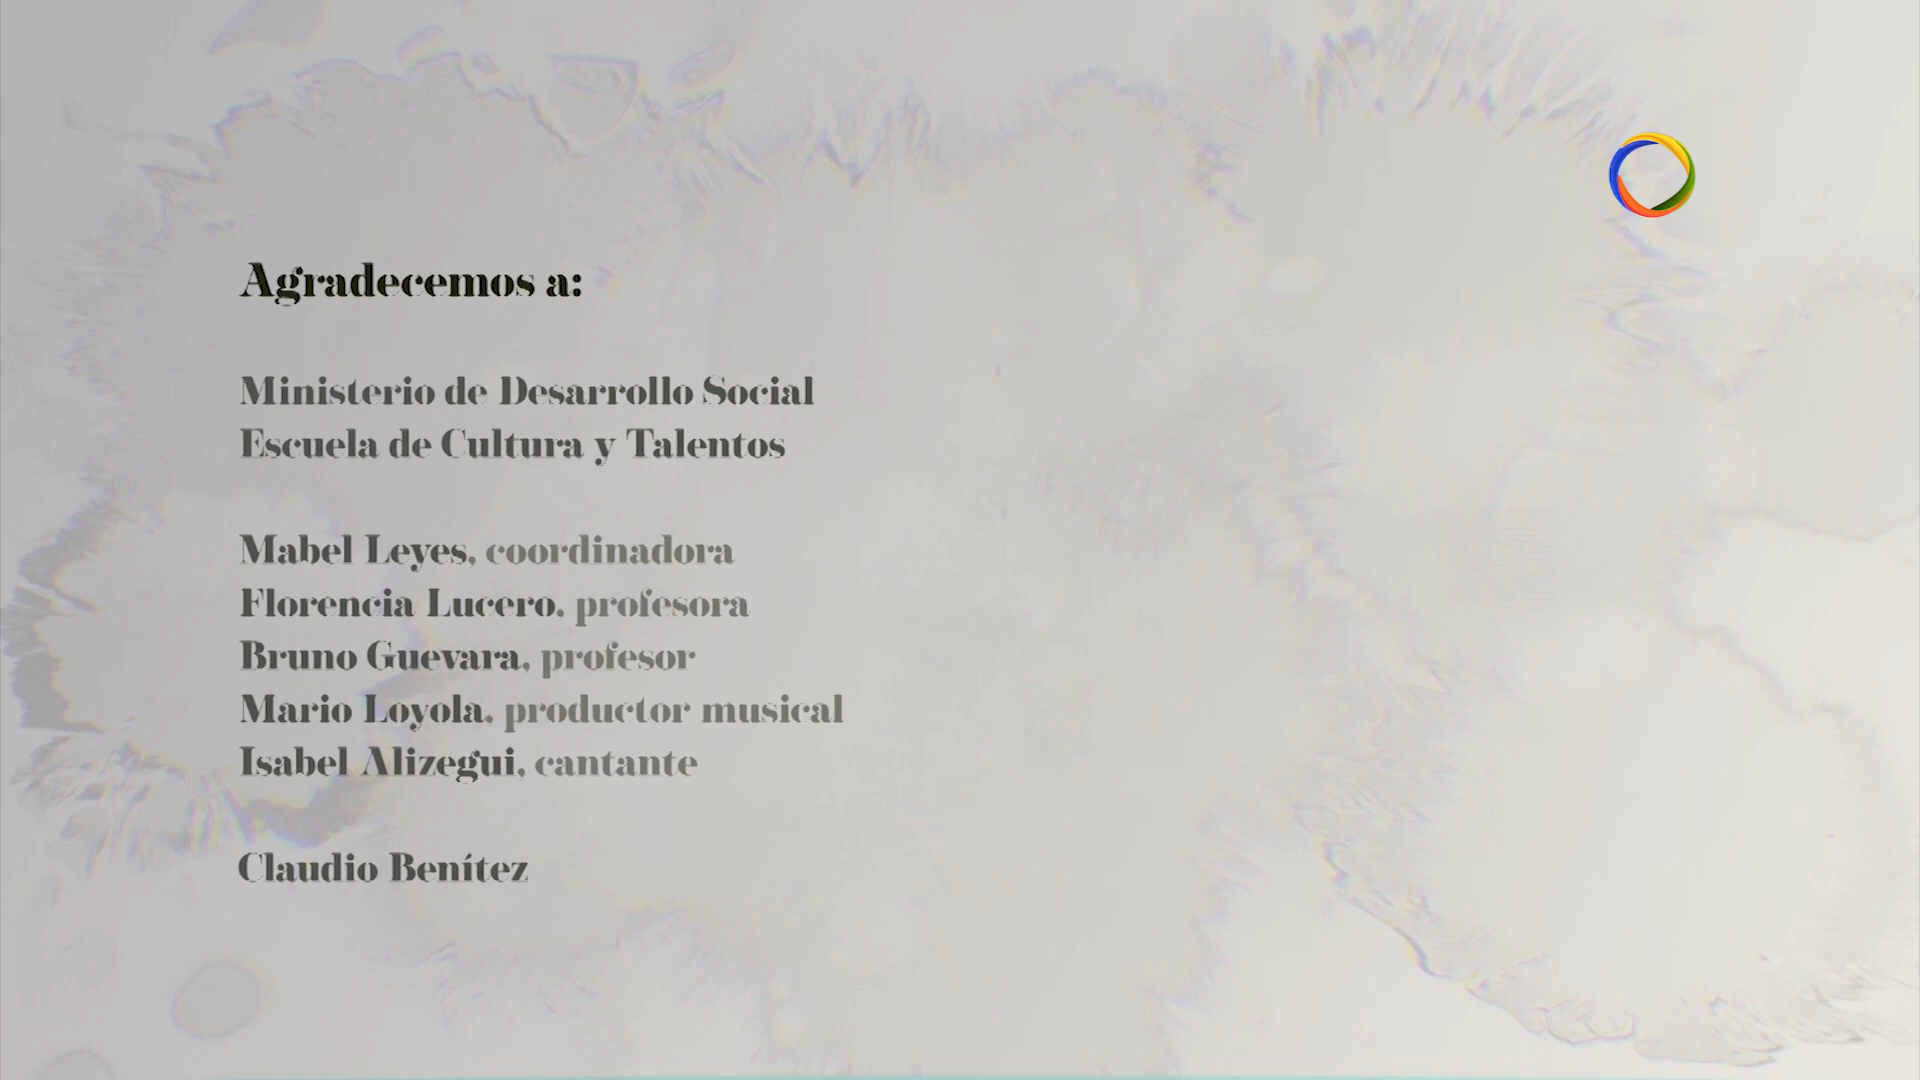 Agradecemos a:
Ministerio de Desarrollo Social
Escuela de Cultura y Talentos
Mabel Leyes, coordinadora
Florencia Lucero, profesora
Bruno Guevara, profesor
Mario Loyola, productor musical
Isabel Alizegui, cantante
Claudio Benítez